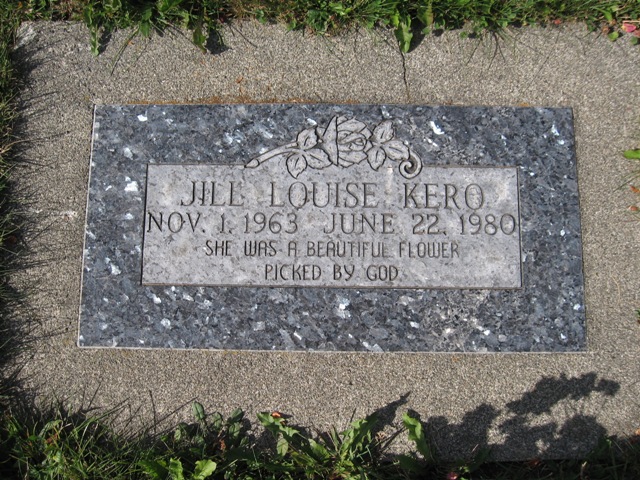 JILL LOUISE KERO
NOV. 1, 1963 JUNE 22, 1980
SHE WAS A BEAUTIFUL FLOWER
PICKED BY GOD